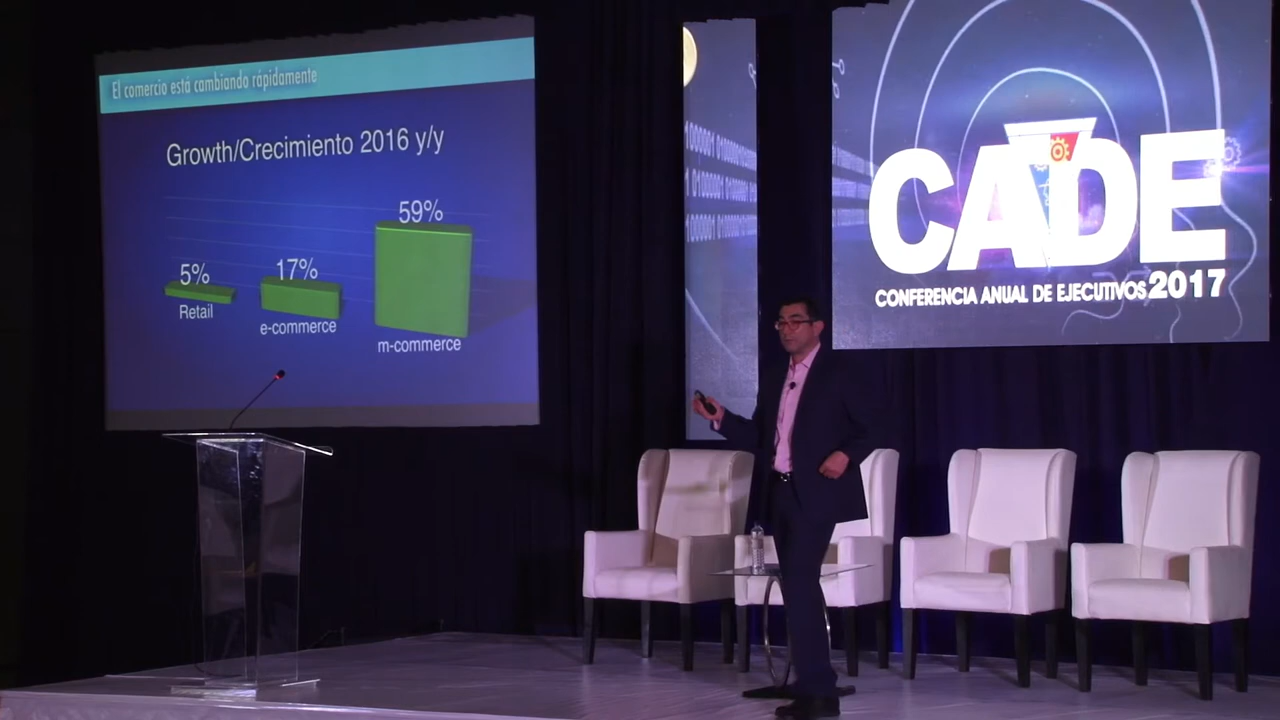 El comercio está cambiando rápidamente
Growth/Crecimiento 2016 y/y
5%
Retail
17%
e-commerce
59%
m-commerce
CADE
CONFERENCIA ANUAL DE EJECUTIVOS 2017